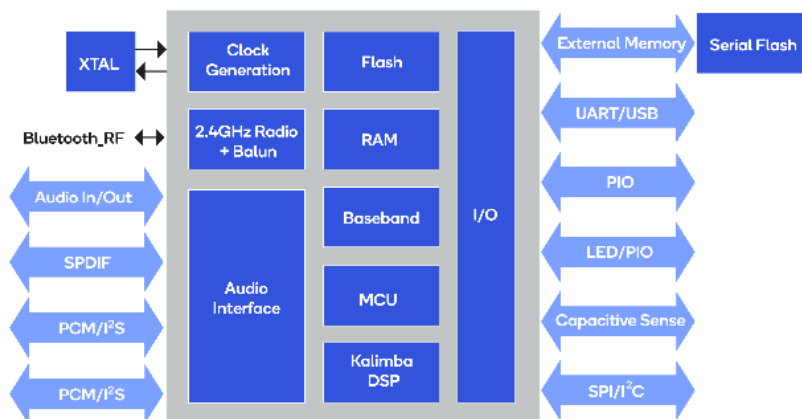 XTAL
Bluetooth_RF
Audio In/Out
SPDIF
PCM/I²S
PCM/I²S
Clock
Generation
2.4GHz Radio
+ Balun
Audio
Interface
Flash
RAM
Baseband
MCU
Kalimba
DSP
I/O
External Memory
UART/USB
PIO
LED/PIO
Capacitive Sense
SPI/I²C
Serial Flash